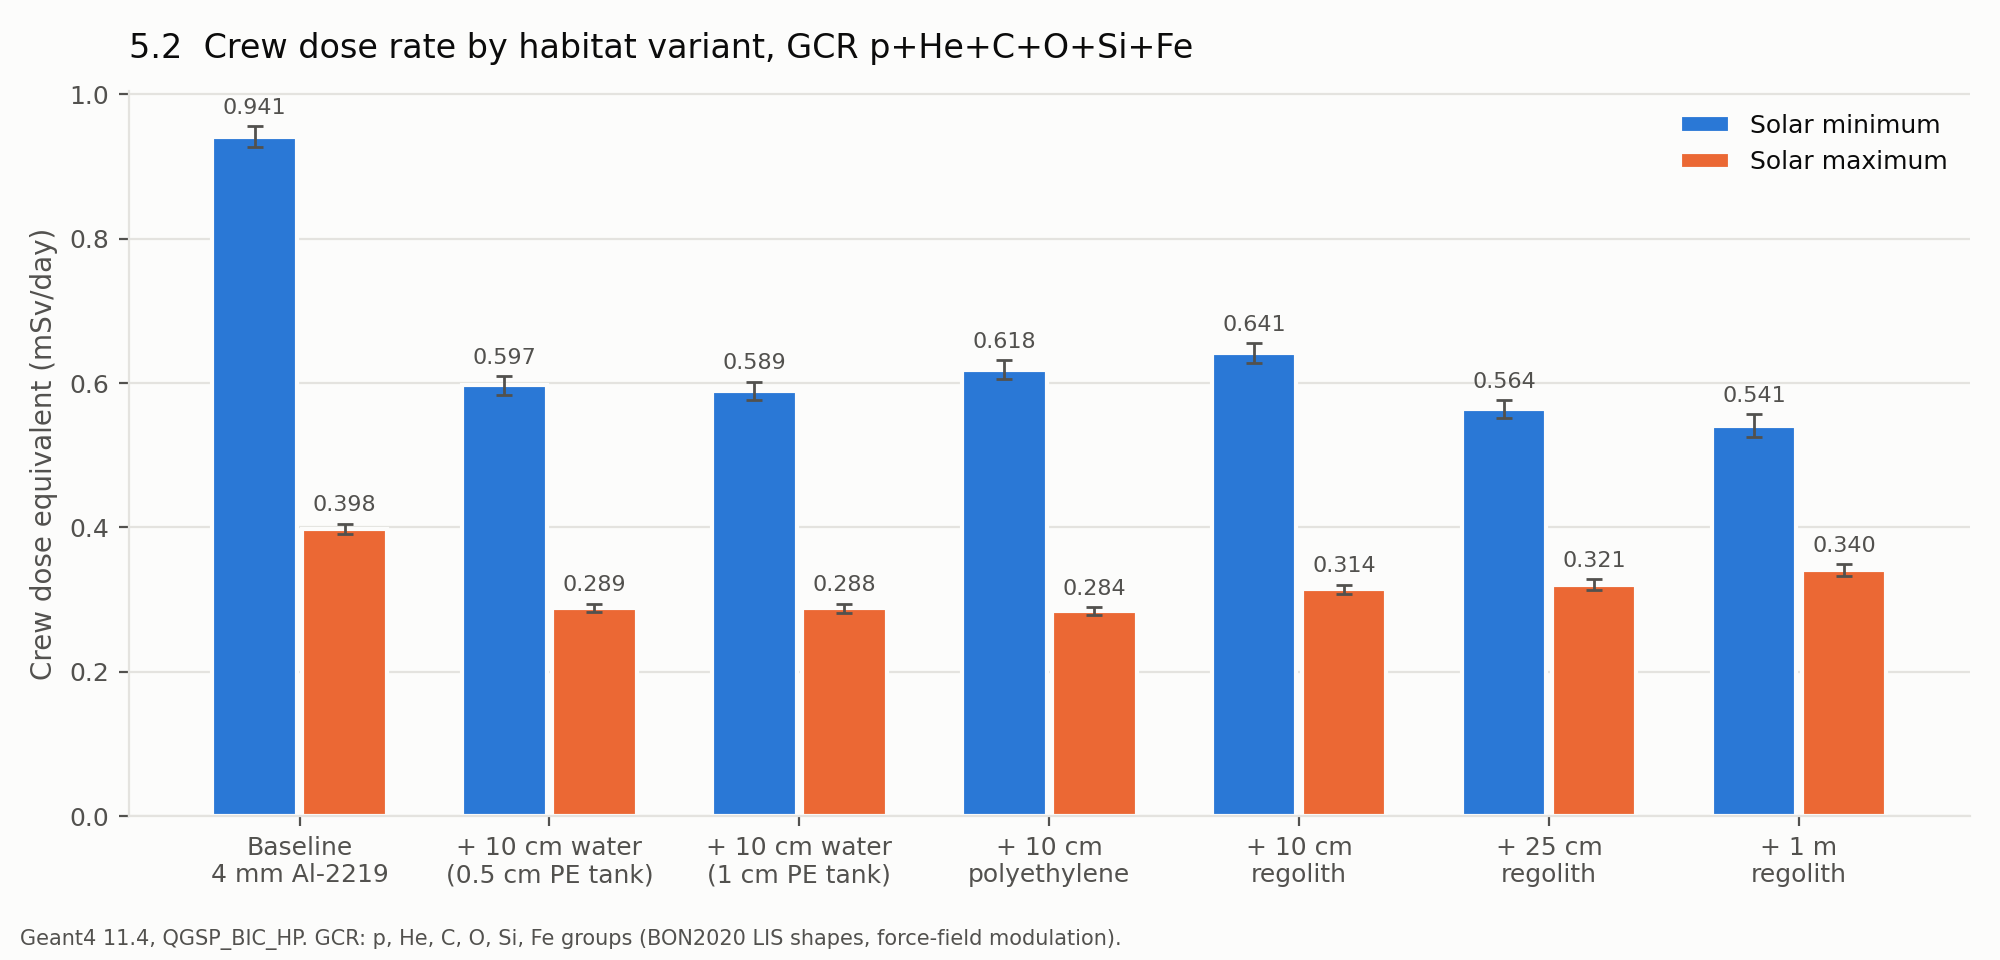 5.2  Crew dose rate by habitat variant, GCR p+He+C+O+Si+Fe
Crew dose equivalent (mSv/day)
1.0
0.8
0.6
0.4
0.2
0.0
Solar minimum
Solar maximum
0.941
0.398
0.597
0.289
0.589
0.288
0.618
0.284
0.641
0.314
0.564
0.321
0.541
0.340
Baseline
4 mm Al-2219
+ 10 cm water
(0.5 cm PE tank)
+ 10 cm water
(1 cm PE tank)
+ 10 cm
polyethylene
+ 10 cm
regolith
+ 25 cm
regolith
+ 1 m
regolith
Geant4 11.4, QGSP_BIC_HP. GCR: p, He, C, O, Si, Fe groups (BON2020 LIS shapes, force-field modulation).